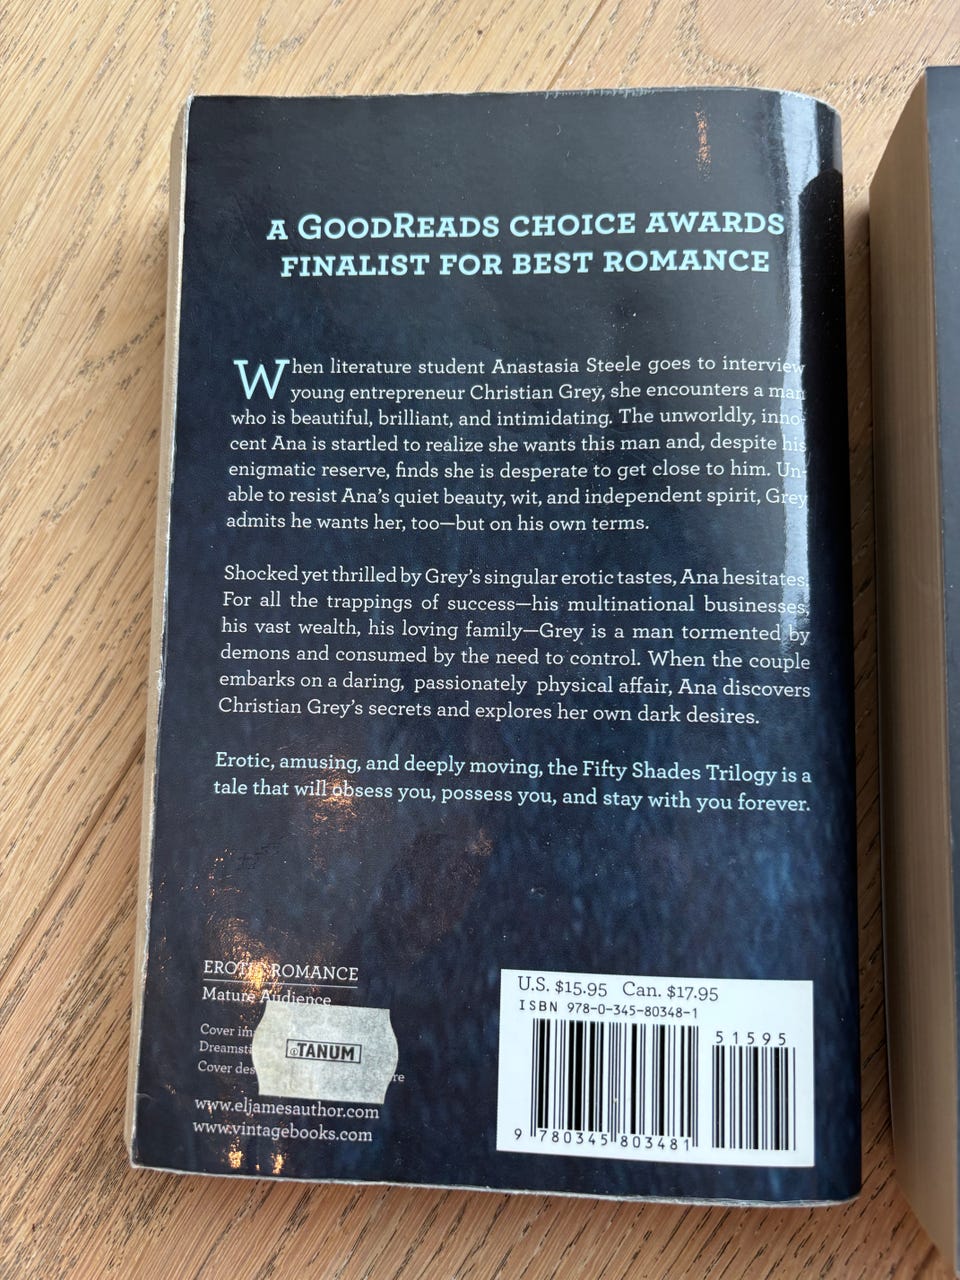 A GOODREADS CHOICE AWARDS
FINALIST FOR BEST ROMANCE
When literature student Anastasia Steele goes to interview
young entrepreneur Christian Grey, she encounters a man
who is beautiful, brilliant, and intimidating. The unworldly, inno-
cent Ana is startled to realize she wants this man and, despite his
enigmatic reserve, finds she is desperate to get close to him. Un-
able to resist Ana's quiet beauty, wit, and independent spirit, Grey
admits he wants her, too—but on his own terms.
Shocked yet thrilled by Grey's singular erotic tastes, Ana hesitates.
For all the trappings of success—his multinational businesses,
his vast wealth, his loving family—Grey is a man tormented by
demons and consumed by the need to control. When the couple
embarks on a daring, passionately physical affair, Ana discovers
Christian Grey's secrets and explores her own dark desires.
Erotic, amusing, and deeply moving, the Fifty Shades Trilogy is a
tale that will obsess you, possess you, and stay with you forever.
EROTIC ROMANCE
Mature Audience
Cover
Cover
TANUM
www.eljamesauthor.com
www.vintagebooks.com
U.S. $15.95 Can. $17.95
ISBN 978-0-345-80348-1
51595
9 780345 803481